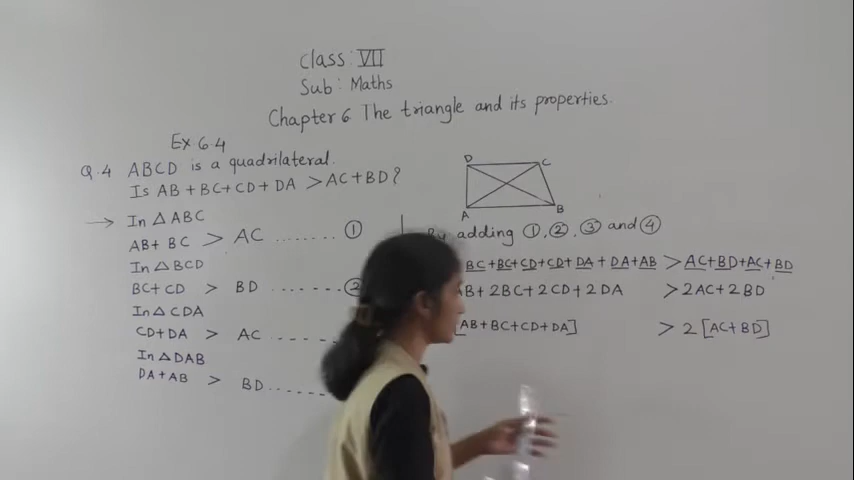 Class: VII
Sub: Maths
Chapter 6 The triangle and its properties.
Ex 6.4
Q.4 ABCD is a quadrilateral.
Is AB + BC + CD + DA > AC + BD?
In △ ABC
AB + BC > AC ........ ①
In △ BCD
BC + CD > BD ....... ②
In △ CDA
CD + DA > AC - - - - -
In △ DAB
DA + AB > BD . . - - - -
D C
A B
By adding ①, ②, ③ and ④
BC + BC + CD + CD + DA + DA + AB > AC + BD + AC + BD
AB + 2BC + 2CD + 2DA > 2AC + 2BD
[AB + BC + CD + DA] > 2 [AC + BD]